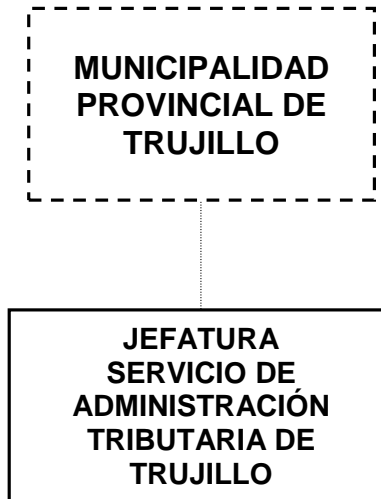 MUNICIPALIDAD
PROVINCIAL DE
TRUJILLO
JEFATURA
SERVICIO DE
ADMINISTRACIÓN
TRIBUTARIA DE
TRUJILLO